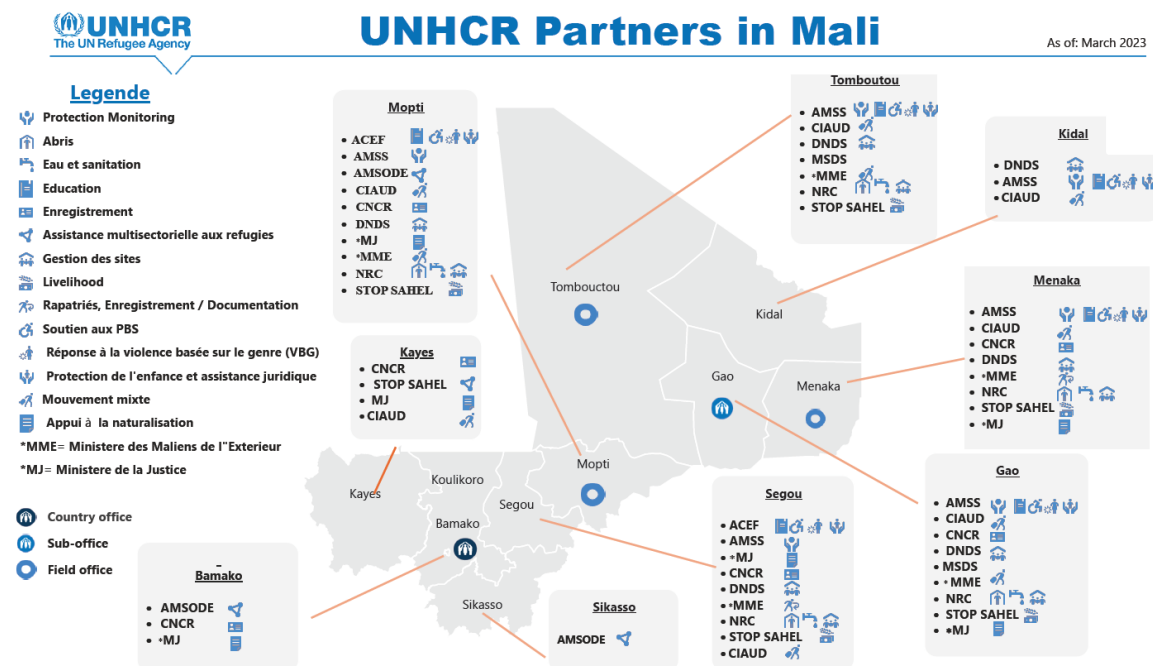 UNHCR
The UN Refugee Agency
UNHCR Partners in Mali
As of: March 2023
Legende
Protection Monitoring
Abris
Eau et sanitation
Education
Enregistrement
Assistance multisectorielle aux refugies
Gestion des sites
Livelihood
Rapatriés, Enregistrement / Documentation
Soutien aux PBS
Réponse à la violence basée sur le genre (VBG)
Protection de l'enfance et assistance juridique
Mouvement mixte
Appui à la naturalisation
*MME= Ministere des Maliens de l"Exterieur
*MJ= Ministere de la Justice
Country office
Sub-office
Field office
Mopti
• ACEF
• AMSS
• AMSODE
• CIAUD
• CNCR
• DNDS
• *MJ
• *MME
• NRC
• STOP SAHEL
Kayes
• CNCR
• STOP SAHEL
• MJ
• CIAUD
Tomboutou
• AMSS
• CIAUD
• DNDS
• MSDS
• *MME
• NRC
• STOP SAHEL
Kidal
• DNDS
• AMSS
• CIAUD
Menaka
• AMSS
• CIAUD
• CNCR
• DNDS
• *MME
• NRC
• STOP SAHEL
• *MJ
Gao
• AMSS
• CIAUD
• CNCR
• DNDS
• MSDS
• *MME
• NRC
• STOP SAHEL
• *MJ
Segou
• ACEF
• AMSS
• *MJ
• CNCR
• DNDS
• *MME
• NRC
• STOP SAHEL
• CIAUD
Sikasso
AMSODE
Bamako
• AMSODE
• CNCR
• *MJ
Tombouctou
Kidal
Gao
Menaka
Mopti
Koulikoro
Segou
Kayes
Bamako
Sikasso